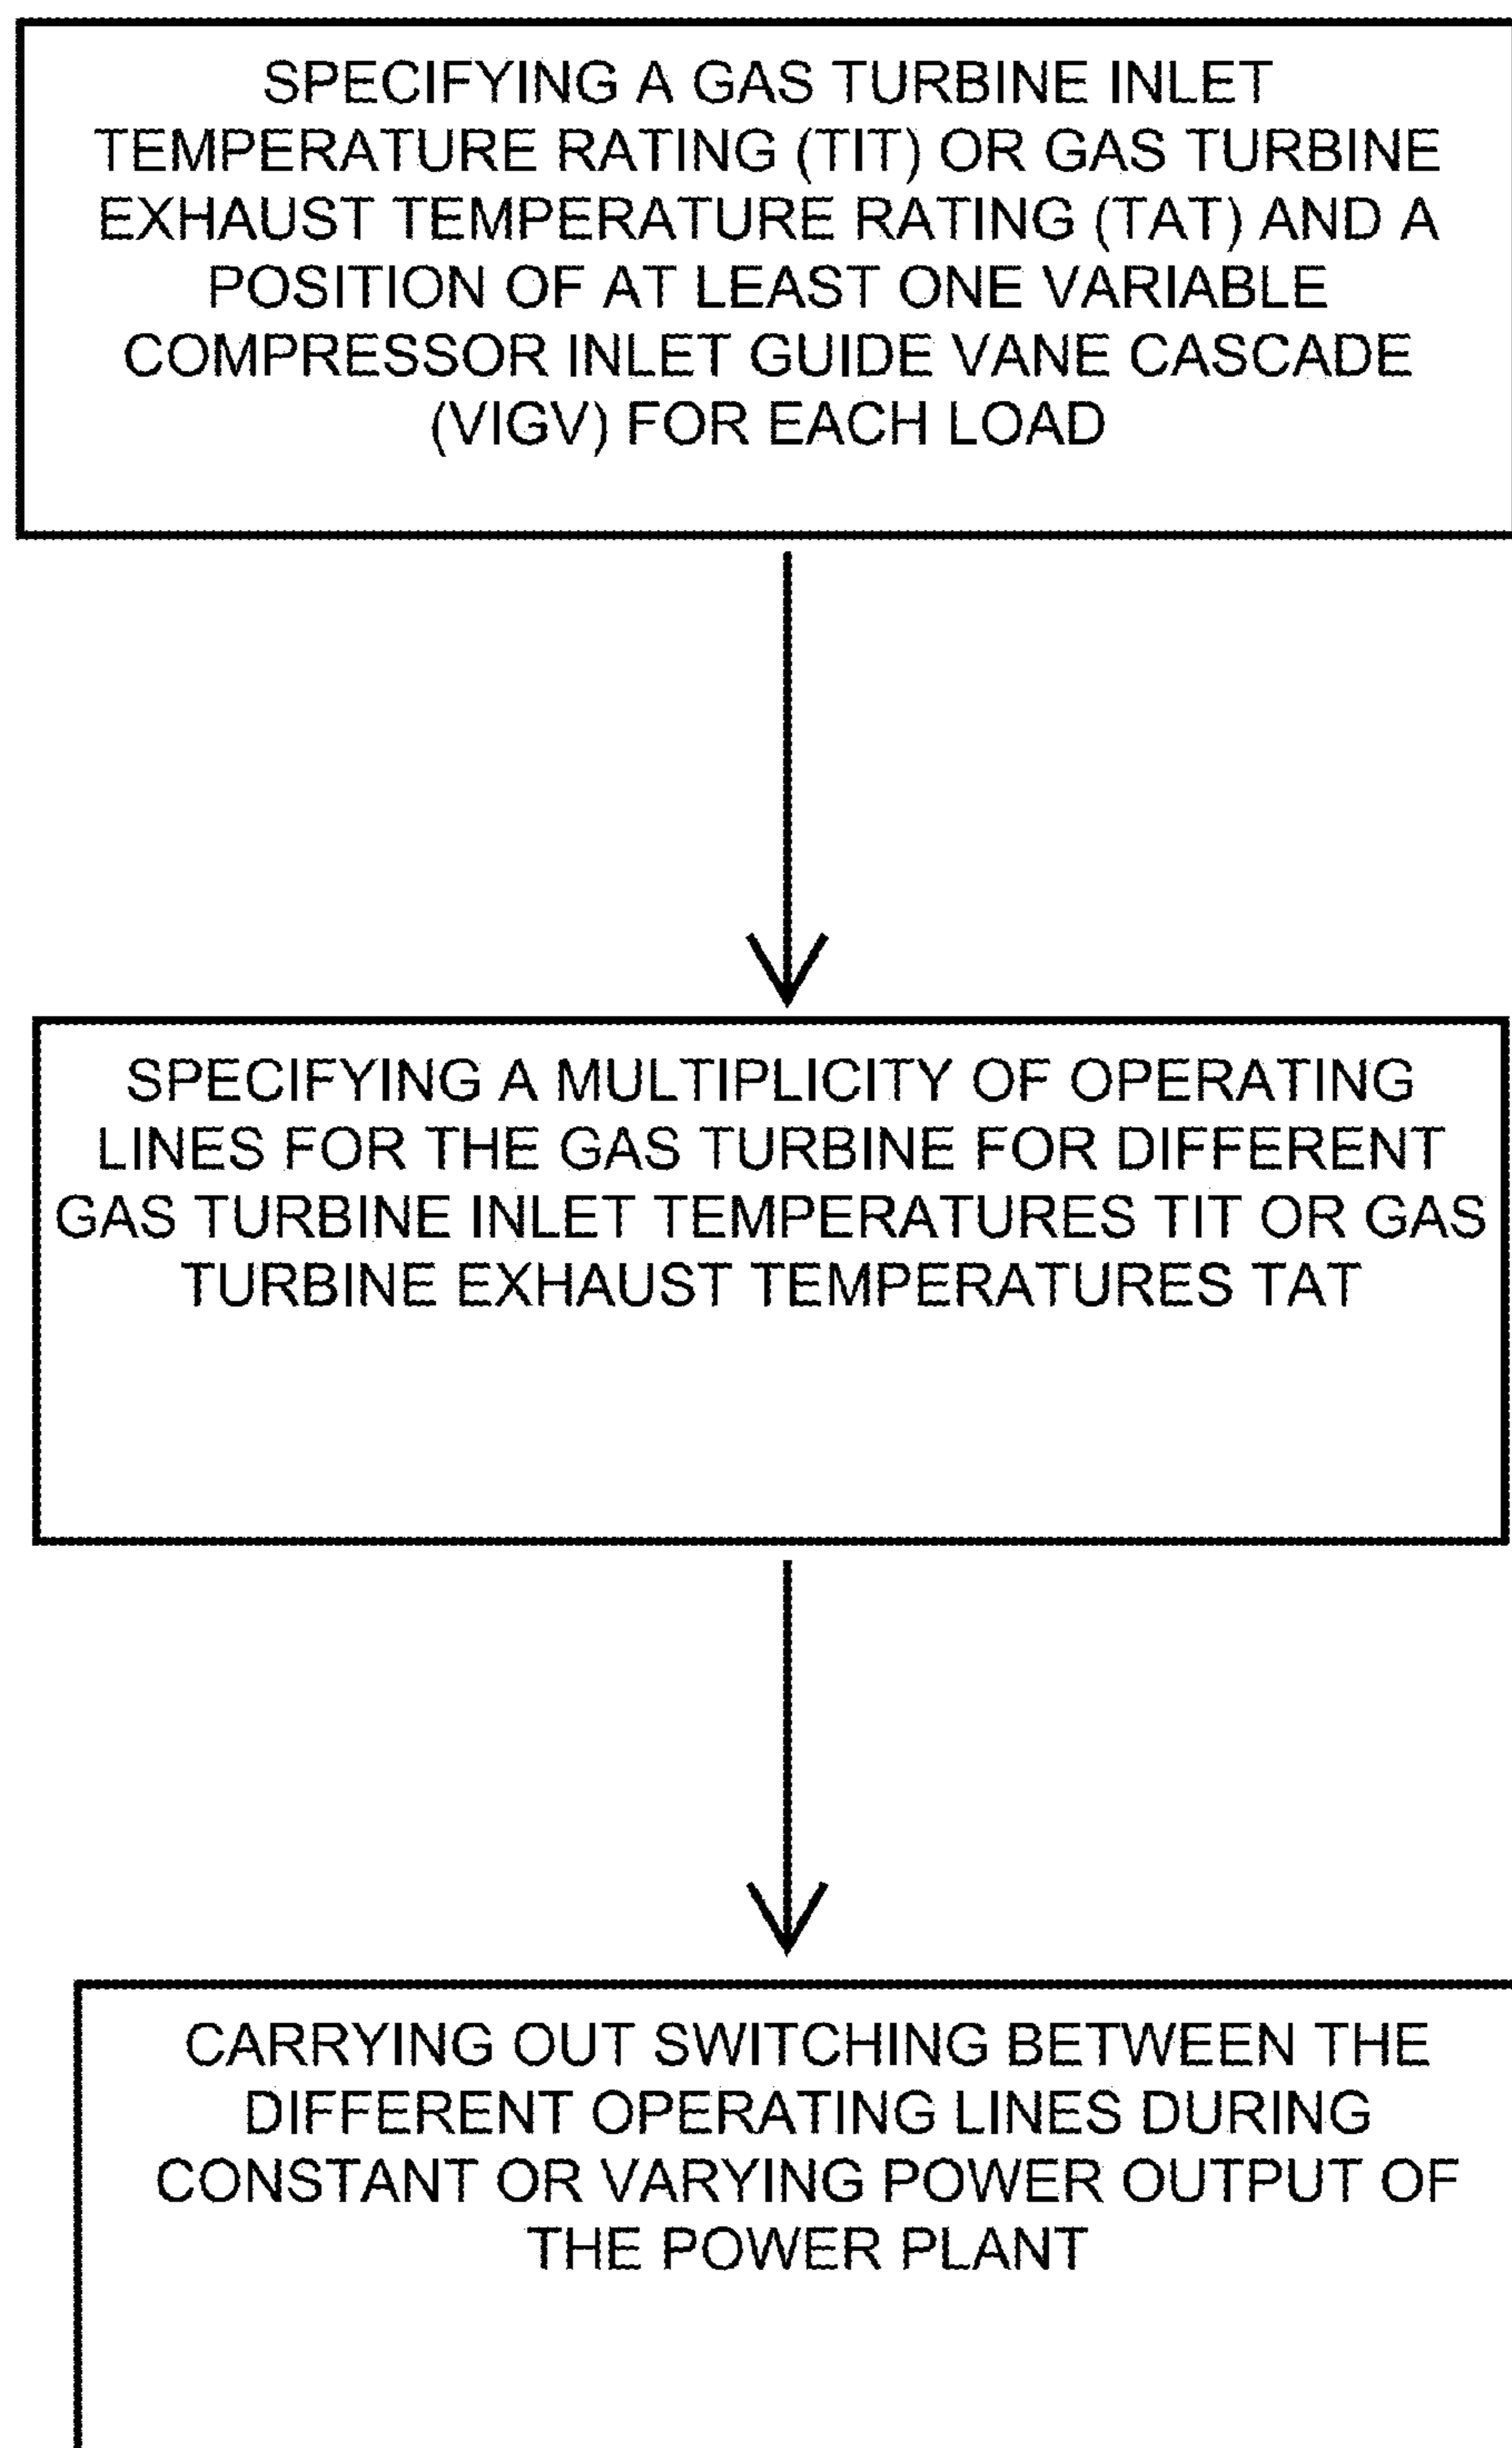 SPECIFYING A GAS TURBINE INLET
TEMPERATURE RATING (TIT) OR GAS TURBINE
EXHAUST TEMPERATURE RATING (TAT) AND A
POSITION OF AT LEAST ONE VARIABLE
COMPRESSOR INLET GUIDE VANE CASCADE
(VIGV) FOR EACH LOAD
SPECIFYING A MULTIPLICITY OF OPERATING
LINES FOR THE GAS TURBINE FOR DIFFERENT
GAS TURBINE INLET TEMPERATURES TIT OR GAS
TURBINE EXHAUST TEMPERATURES TAT
CARRYING OUT SWITCHING BETWEEN THE
DIFFERENT OPERATING LINES DURING
CONSTANT OR VARYING POWER OUTPUT OF
THE POWER PLANT